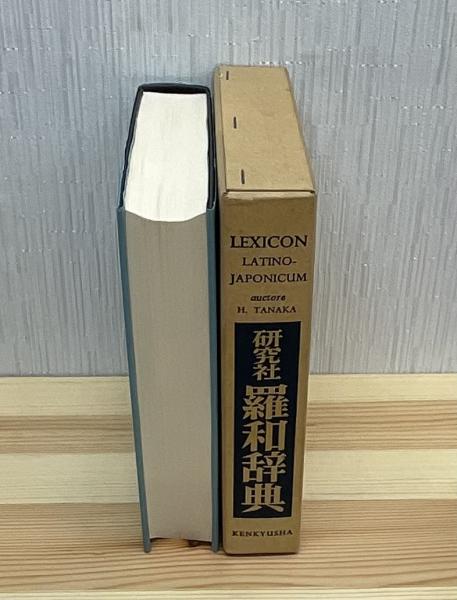 LEXICON
LATINO-
JAPONICUM
auctore
H. TANAKA
研究社
羅和辞典
KENKYUSHA